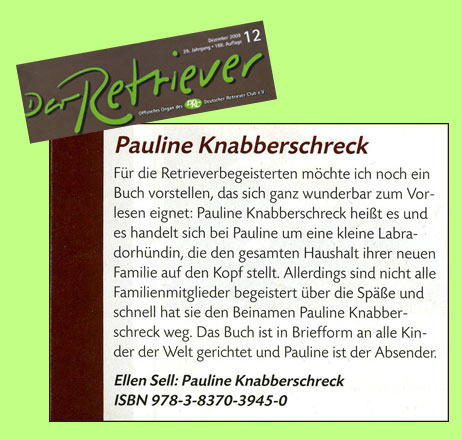 Dezember 2009 12
29. Jahrgang • 188. Auflage
Der Retriever
Offizielles Organ des DRC Deutscher Retriever Club e.V.
Pauline Knabberschreck
Für die Retrieverbegeisterten möchte ich noch ein
Buch vorstellen, das sich ganz wunderbar zum Vor-
lesen eignet: Pauline Knabberschreck heißt es und
es handelt sich bei Pauline um eine kleine Labra-
dorhündin, die den gesamten Haushalt ihrer neuen
Familie auf den Kopf stellt. Allerdings sind nicht alle
Familienmitglieder begeistert über die Späße und
schnell hat sie den Beinamen Pauline Knabber-
schreck weg. Das Buch ist in Briefform an alle Kin-
der der Welt gerichtet und Pauline ist der Absender.
Ellen Sell: Pauline Knabberschreck
ISBN 978-3-8370-3945-0